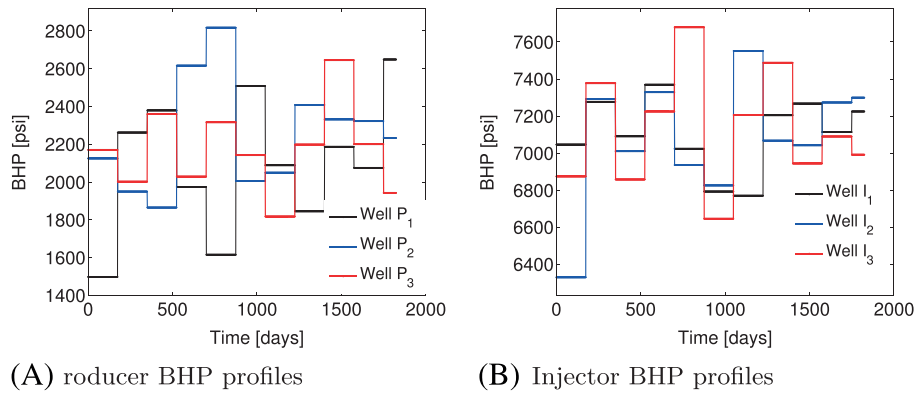 2800
2600
2400
2200
2000
1800
1600
1400
BHP [psi]
0 500 1000 1500 2000
Time [days]
Well P1
Well P2
Well P3
(A) roducer BHP profiles
7600
7400
7200
7000
6800
6600
6400
BHP [psi]
0 500 1000 1500 2000
Time [days]
Well I1
Well I2
Well I3
(B) Injector BHP profiles